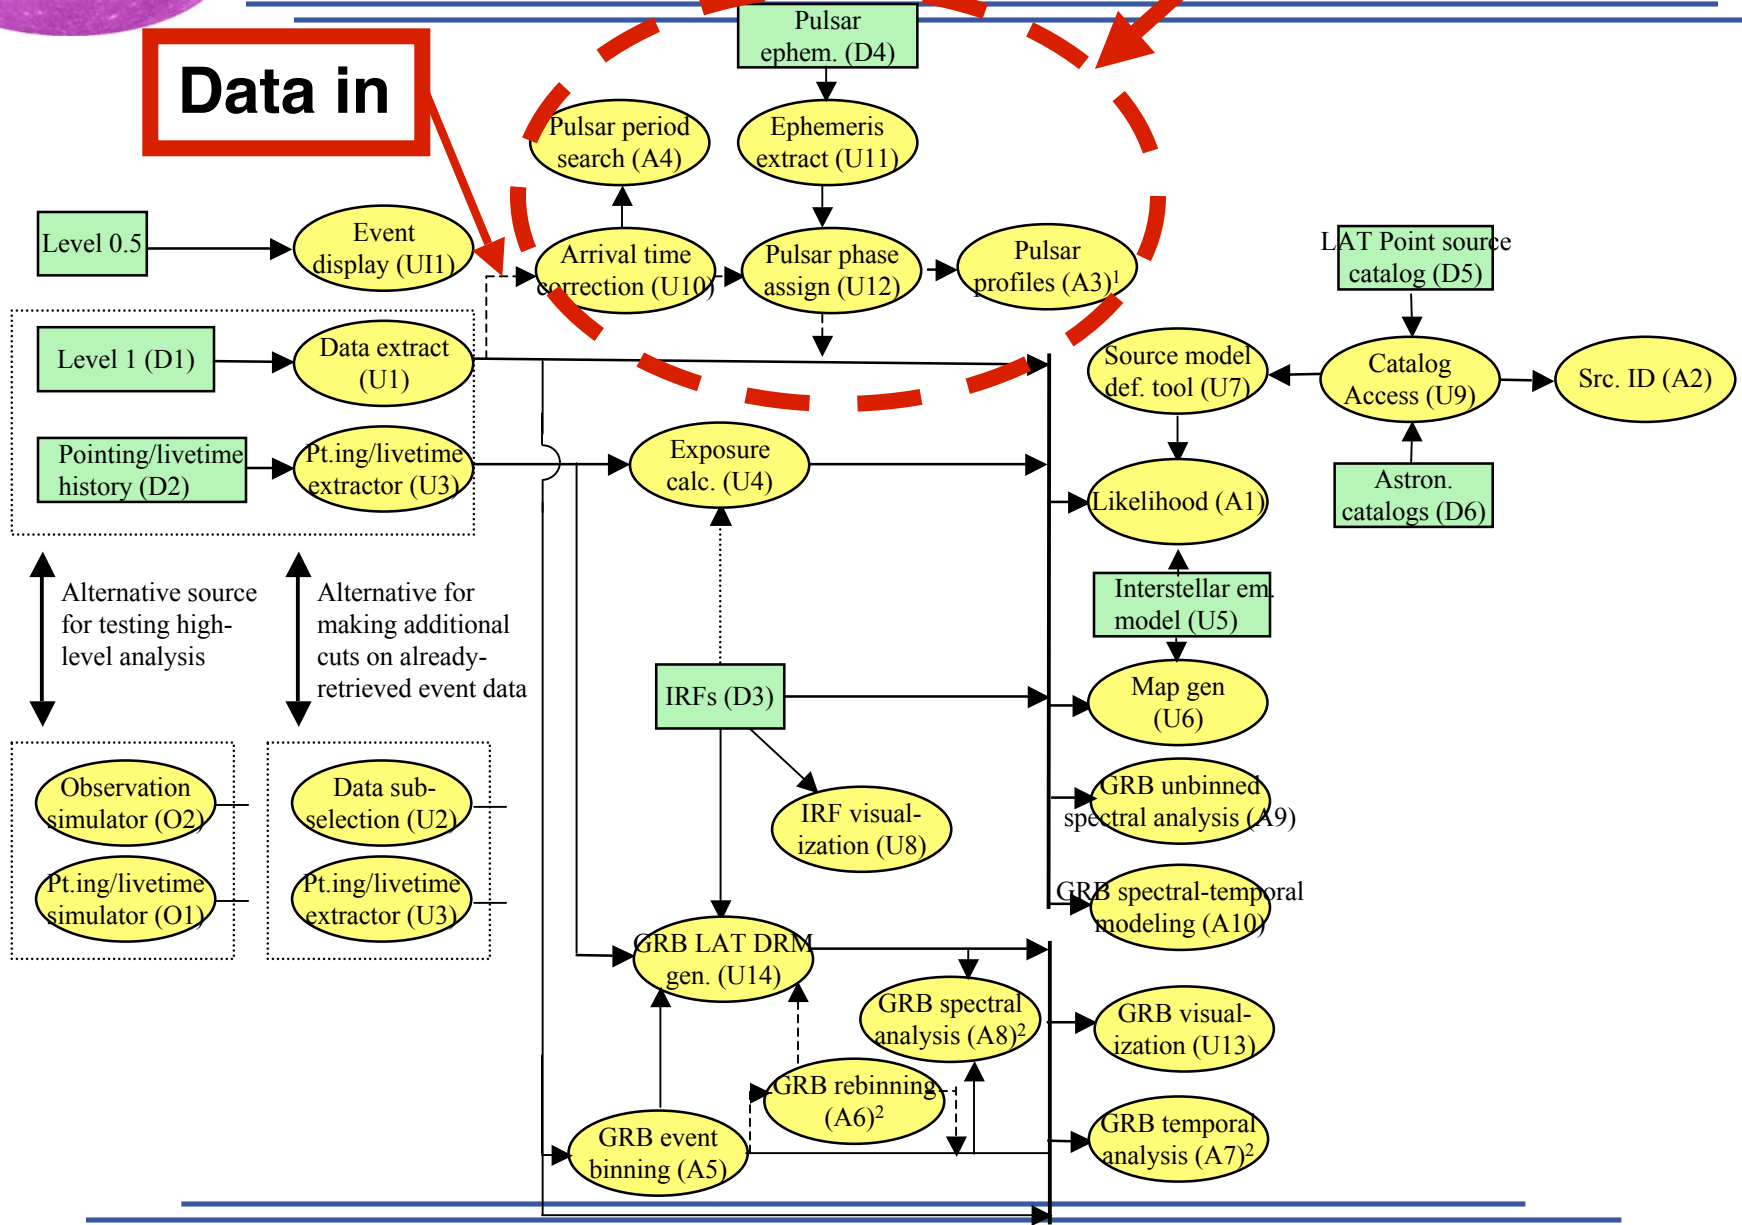 Pulsar
ephem. (D4)
Data in
Pulsar period
search (A4)
Ephemeris
extract (U11)
Level 0.5
Event
display (UI1)
Arrival time
correction (U10)
Pulsar phase
assign (U12)
Pulsar
profiles (A3)1
LAT Point source
catalog (D5)
Level 1 (D1)
Data extract
(U1)
Source model
def. tool (U7)
Catalog
Access (U9)
Src. ID (A2)
Pointing/livetime
history (D2)
Pt.ing/livetime
extractor (U3)
Exposure
calc. (U4)
Likelihood (A1)
Astron.
catalogs (D6)
Alternative source
for testing high-
level analysis
Alternative for
making additional
cuts on already-
retrieved event data
Interstellar em.
model (U5)
IRFs (D3)
Map gen
(U6)
Observation
simulator (O2)
Data sub-
selection (U2)
IRF visual-
ization (U8)
GRB unbinned
spectral analysis (A9)
Pt.ing/livetime
simulator (O1)
Pt.ing/livetime
extractor (U3)
GRB spectral-temporal
modeling (A10)
GRB LAT DRM
gen. (U14)
GRB spectral
analysis (A8)2
GRB visual-
ization (U13)
GRB rebinning
(A6)2
GRB event
binning (A5)
GRB temporal
analysis (A7)2